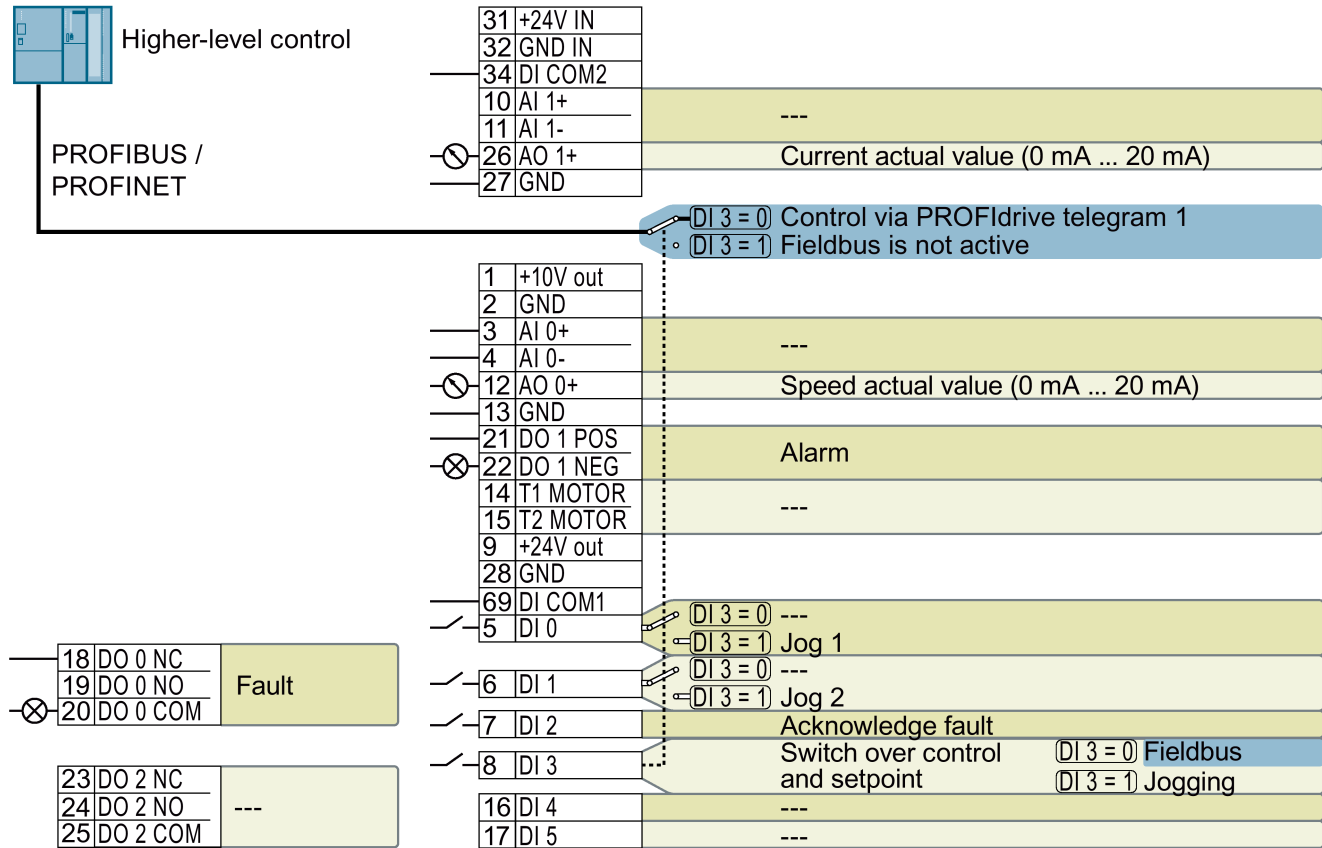 Higher-level control
PROFIBUS /
PROFINET
31 +24V IN
32 GND IN
34 DI COM2
10 AI 1+
---
11 AI 1-
26 AO 1+ Current actual value (0 mA ... 20 mA)
27 GND
DI 3 = 0 Control via PROFIdrive telegram 1
DI 3 = 1 Fieldbus is not active
1 +10V out
2 GND
3 AI 0+
---
4 AI 0-
12 AO 0+ Speed actual value (0 mA ... 20 mA)
13 GND
21 DO 1 POS
Alarm
22 DO 1 NEG
14 T1 MOTOR
---
15 T2 MOTOR
9 +24V out
28 GND
69 DI COM1
DI 3 = 0 ---
5 DI 0
DI 3 = 1 Jog 1
DI 3 = 0 ---
6 DI 1
DI 3 = 1 Jog 2
7 DI 2 Acknowledge fault
8 DI 3
Switch over control
and setpoint
DI 3 = 0 Fieldbus
DI 3 = 1 Jogging
16 DI 4 ---
17 DI 5 ---
18 DO 0 NC
19 DO 0 NO Fault
20 DO 0 COM
23 DO 2 NC
24 DO 2 NO ---
25 DO 2 COM